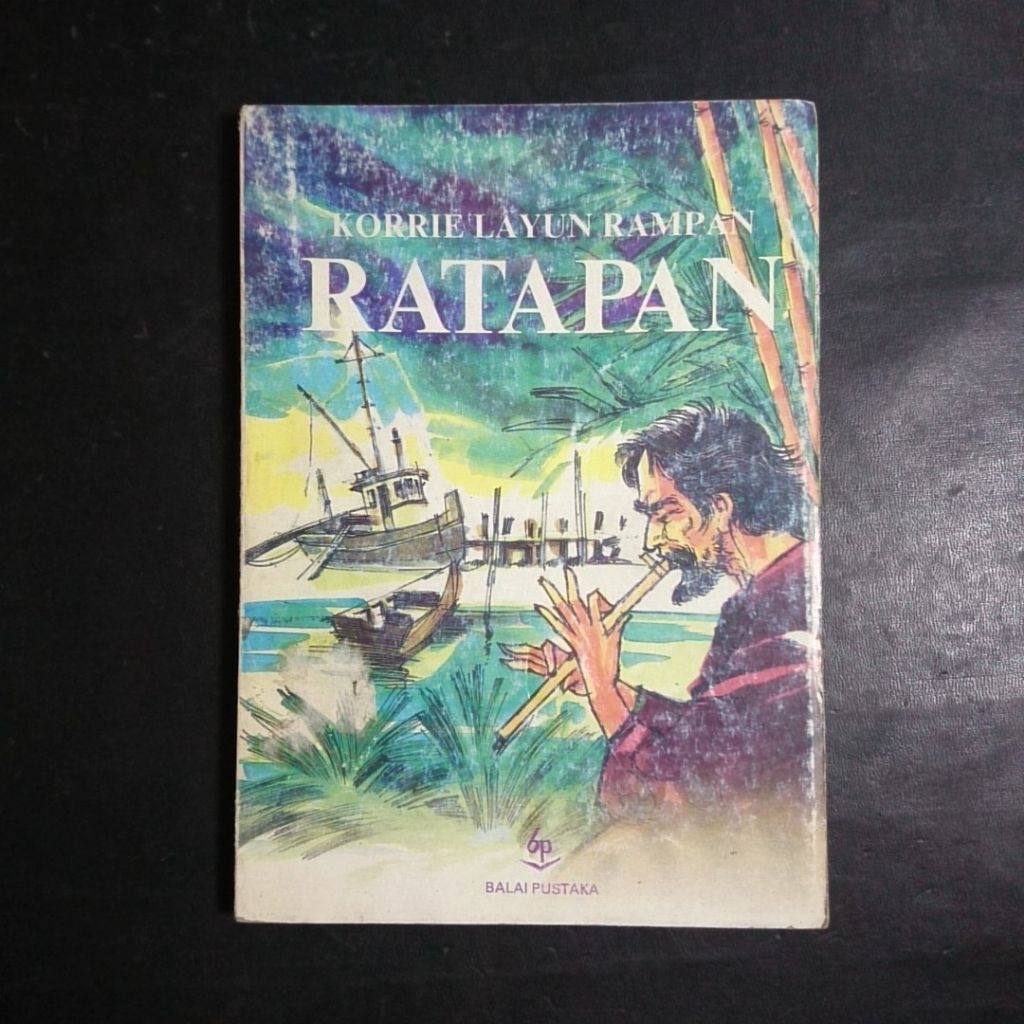 KORRIE LAYUN RAMPAN
RATAPAN
bp
BALAI PUSTAKA